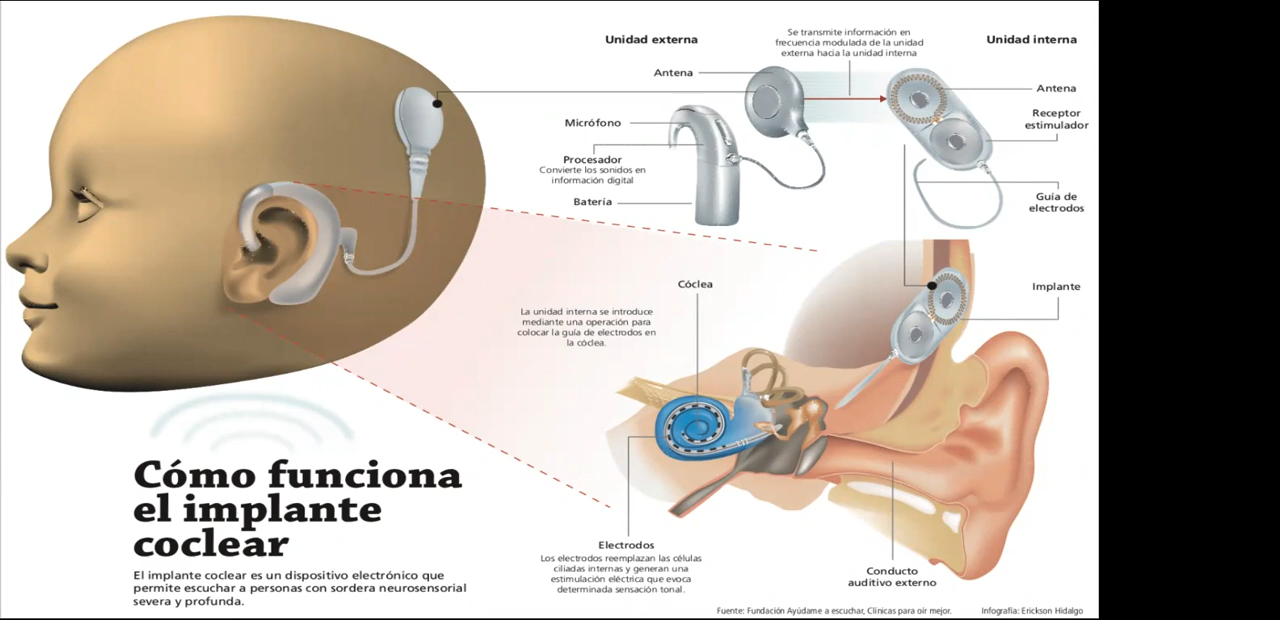 Unidad externa
Se transmite información en
frecuencia modulada de la unidad
externa hacia la unidad interna
Unidad interna
Antena
Micrófono
Procesador
Convierte los sonidos en
información digital
Batería
Antena
Receptor
estimulador
Guía de
electrodos
Cóclea
La unidad interna se introduce
mediante una operación para
colocar la guía de electrodos en
la cóclea.
Implante
Electrodos
Los electrodos reemplazan las células
ciliadas internas y generan una
estimulación eléctrica que evoca
determinada sensación tonal.
Conducto
auditivo externo
Cómo funciona
el implante
coclear
El implante coclear es un dispositivo electrónico que
permite escuchar a personas con sordera neurosensorial
severa y profunda.
Fuente: Fundación Ayúdame a escuchar, Clínicas para oír mejor.
Infografía: Erickson Hidalgo